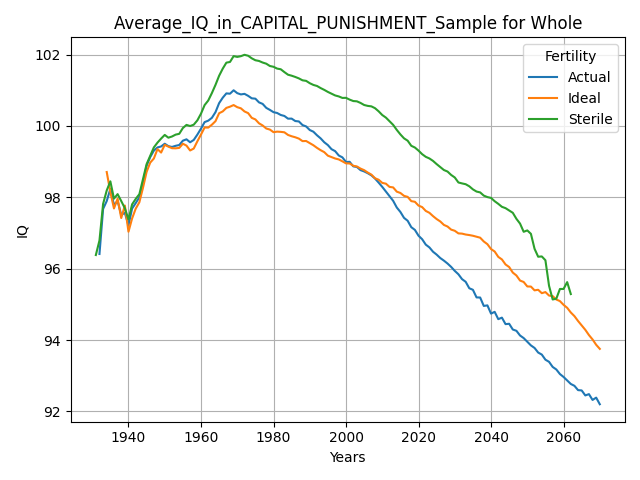 Average_IQ_in_CAPITAL_PUNISHMENT_Sample for Whole
Fertility
Actual
Ideal
Sterile
IQ
102
100
98
96
94
92
1940 1960 1980 2000 2020 2040 2060
Years